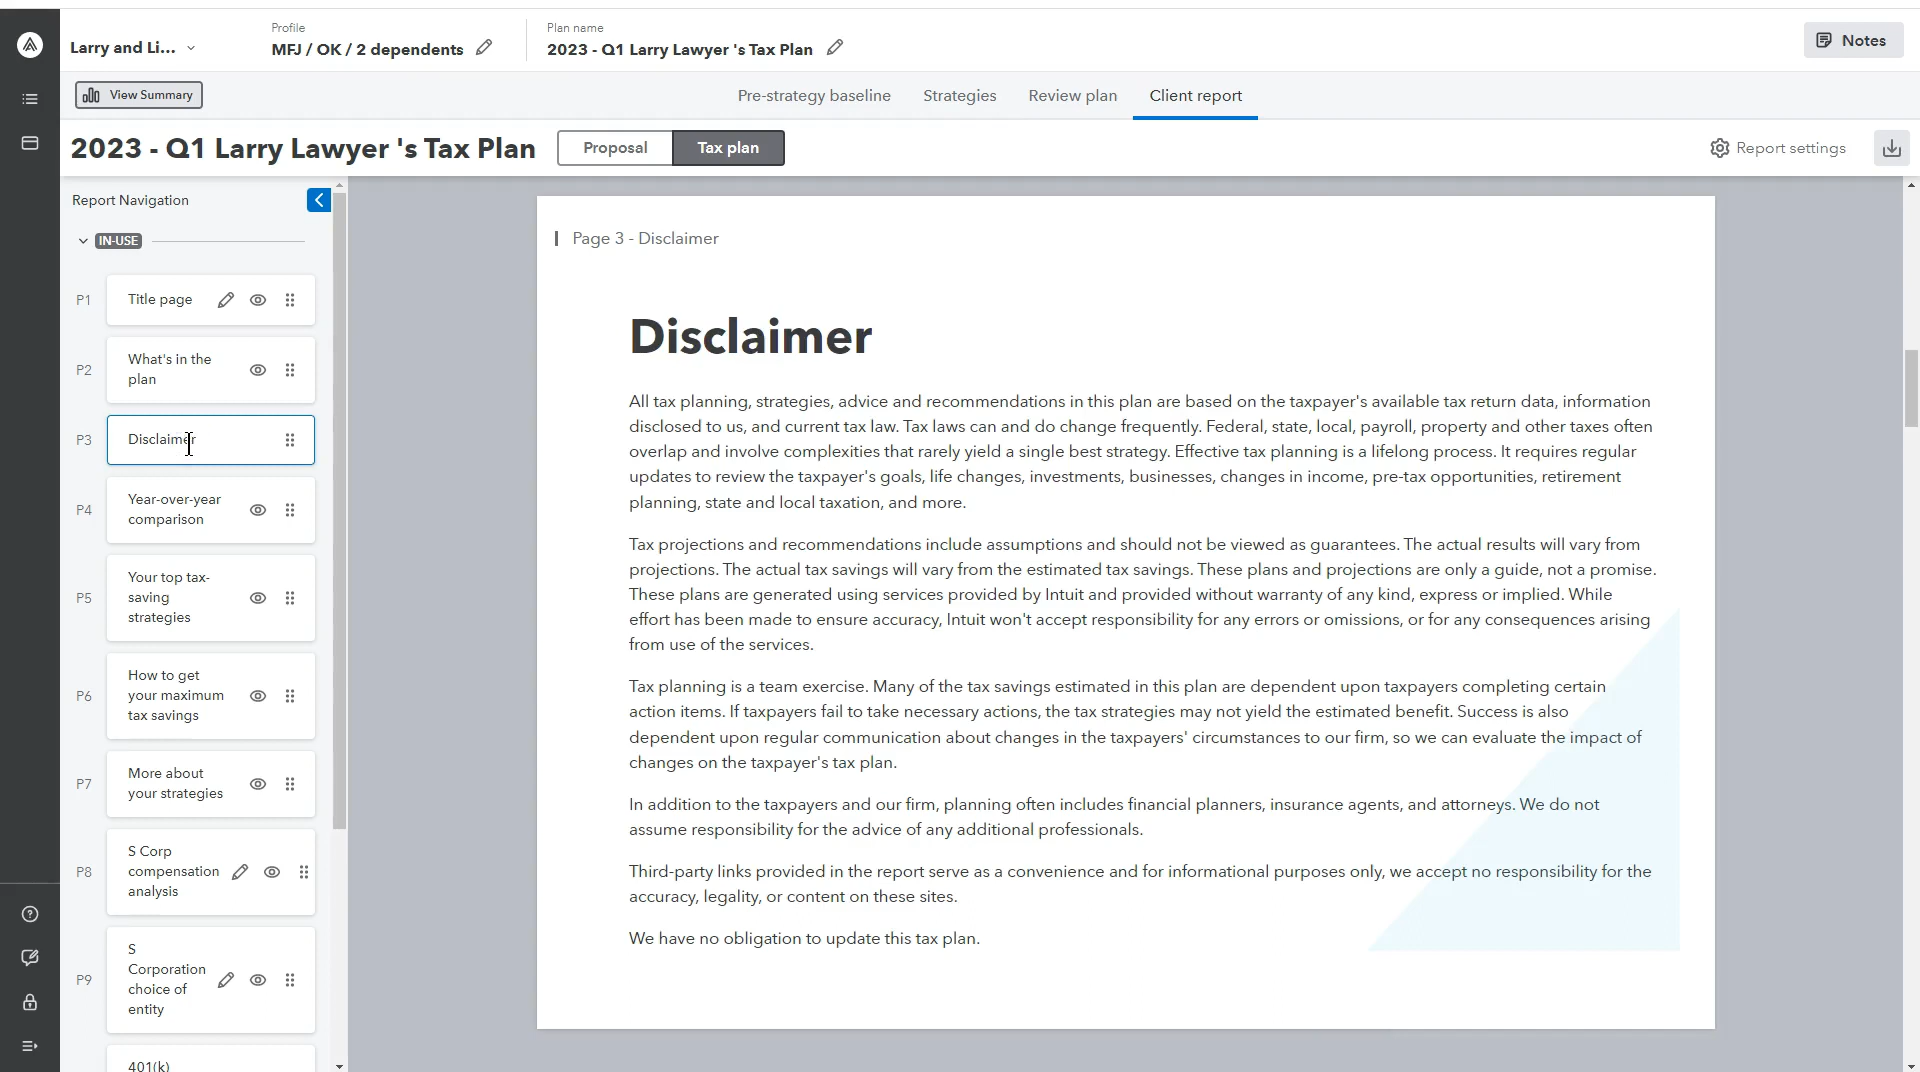 Larry and Li...
Profile
MFJ / OK / 2 dependents
Plan name
2023 - Q1 Larry Lawyer 's Tax Plan
Notes
View Summary
Pre-strategy baseline
Strategies
Review plan
Client report
2023 - Q1 Larry Lawyer 's Tax Plan
Proposal
Tax plan
Report settings
Report Navigation
IN-USE
P1
Title page
P2
What's in the
plan
P3
Disclaimer
P4
Year-over-year
comparison
P5
Your top tax-
saving
strategies
P6
How to get
your maximum
tax savings
P7
More about
your strategies
P8
S Corp
compensation
analysis
P9
S
Corporation
choice of
entity
401(k)
Page 3 - Disclaimer
Disclaimer
All tax planning, strategies, advice and recommendations in this plan are based on the taxpayer's available tax return data, information
disclosed to us, and current tax law. Tax laws can and do change frequently. Federal, state, local, payroll, property and other taxes often
overlap and involve complexities that rarely yield a single best strategy. Effective tax planning is a lifelong process. It requires regular
updates to review the taxpayer's goals, life changes, investments, businesses, changes in income, pre-tax opportunities, retirement
planning, state and local taxation, and more.
Tax projections and recommendations include assumptions and should not be viewed as guarantees. The actual results will vary from
projections. The actual tax savings will vary from the estimated tax savings. These plans and projections are only a guide, not a promise.
These plans are generated using services provided by Intuit and provided without warranty of any kind, express or implied. While
effort has been made to ensure accuracy, Intuit won't accept responsibility for any errors or omissions, or for any consequences arising
from use of the services.
Tax planning is a team exercise. Many of the tax savings estimated in this plan are dependent upon taxpayers completing certain
action items. If taxpayers fail to take necessary actions, the tax strategies may not yield the estimated benefit. Success is also
dependent upon regular communication about changes in the taxpayers' circumstances to our firm, so we can evaluate the impact of
changes on the taxpayer's tax plan.
In addition to the taxpayers and our firm, planning often includes financial planners, insurance agents, and attorneys. We do not
assume responsibility for the advice of any additional professionals.
Third-party links provided in the report serve as a convenience and for informational purposes only, we accept no responsibility for the
accuracy, legality, or content on these sites.
We have no obligation to update this tax plan.